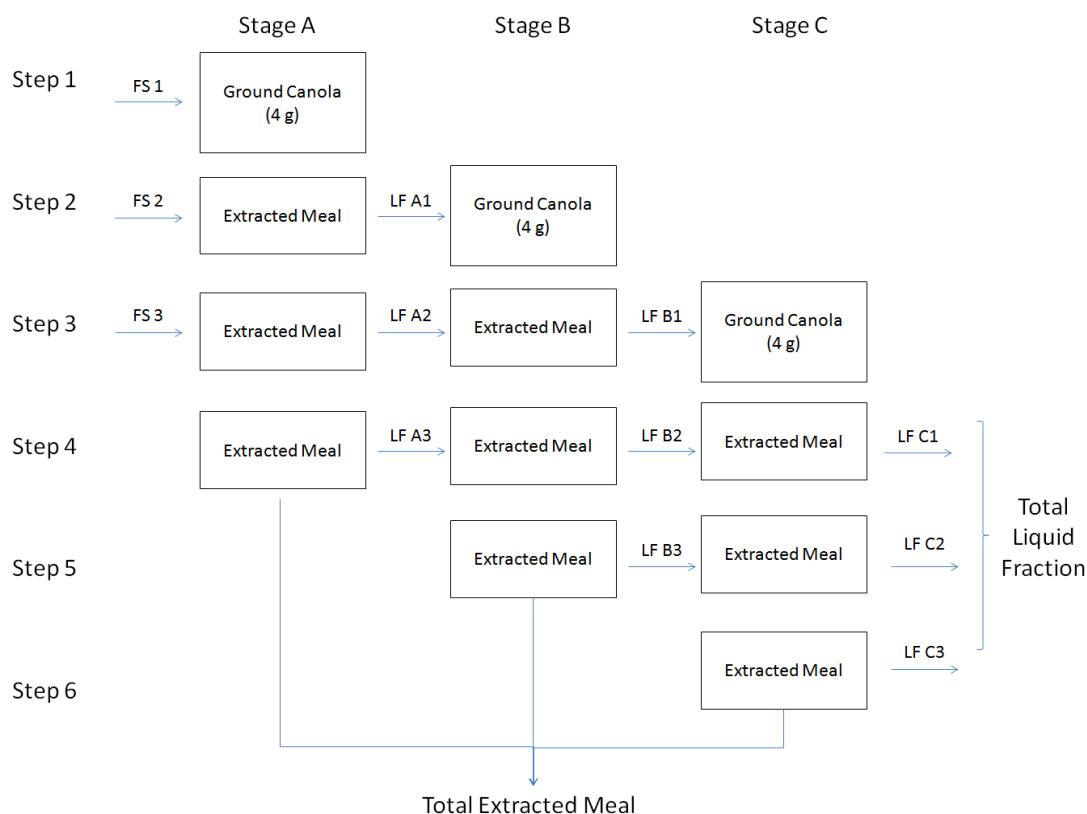 Stage A
Stage B
Stage C
Step 1
FS 1
Ground Canola
(4 g)
Step 2
FS 2
Extracted Meal
LF A1
Ground Canola
(4 g)
Step 3
FS 3
Extracted Meal
LF A2
Extracted Meal
LF B1
Ground Canola
(4 g)
Step 4
Extracted Meal
LF A3
Extracted Meal
LF B2
Extracted Meal
LF C1
Total
Liquid
Fraction
Step 5
Extracted Meal
LF B3
Extracted Meal
LF C2
Step 6
Extracted Meal
LF C3
Total Extracted Meal